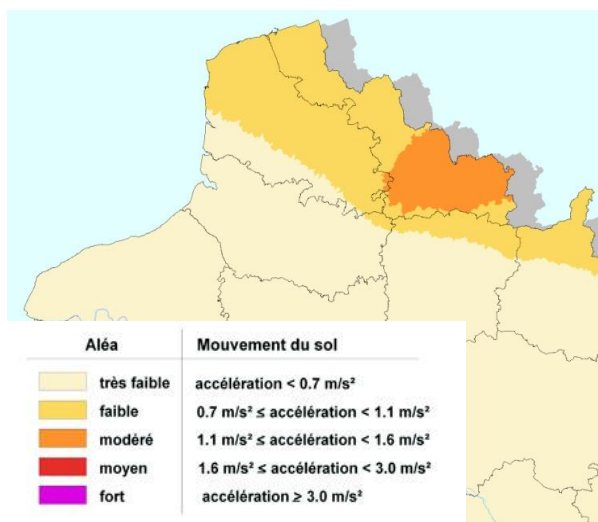 Aléa Mouvement du sol
très faible accélération < 0.7 m/s²
faible 0.7 m/s² ≤ accélération < 1.1 m/s²
modéré 1.1 m/s² ≤ accélération < 1.6 m/s²
moyen 1.6 m/s² ≤ accélération < 3.0 m/s²
fort accélération ≥ 3.0 m/s²